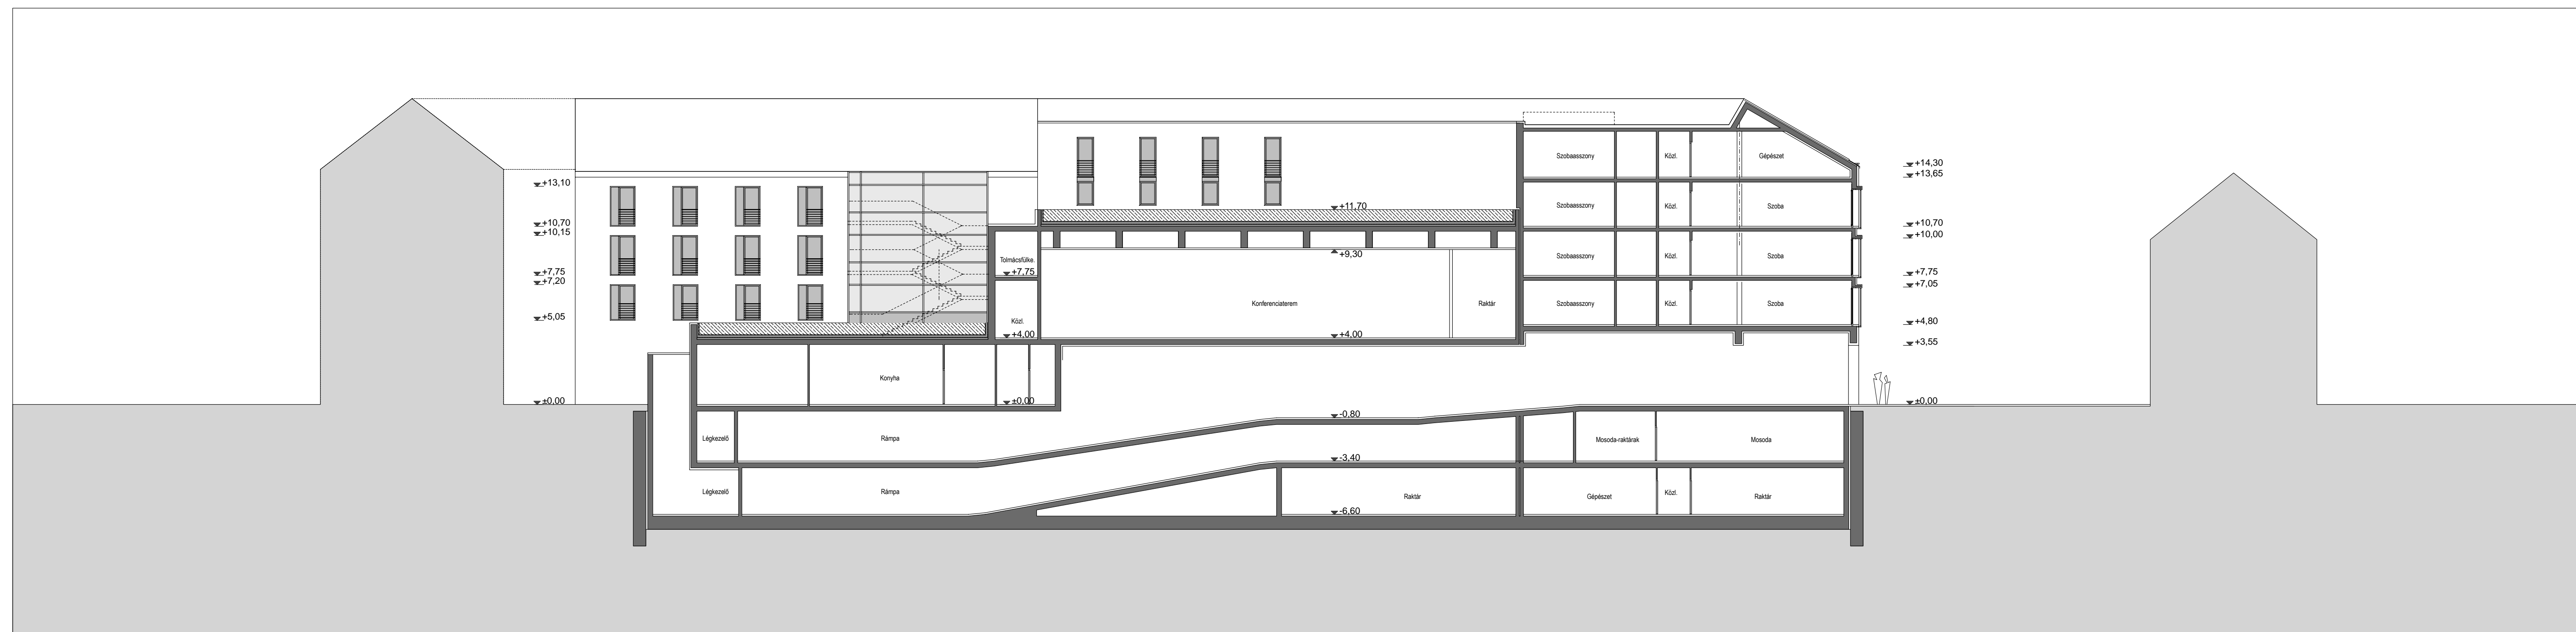 +14,30
Szobaasszony
Közl.
Gépészet
+13,65
+13,10
+11,70
Szobaasszony
Közl.
Szoba
+10,70
+10,70
+10,15
+10,00
+9,30
Tolmácsfülke.
Szobaasszony
Közl.
Szoba
+7,75
+7,75
+7,75
+7,20
+7,05
Konferenciaterem
Raktár
Szobaasszony
Közl.
Szoba
+5,05
Közl.
+4,80
+4,00
+4,00
+3,55
Konyha
±0,00
±0,00
±0,00
-0,80
Légkezelő
Rámpa
Mosoda-raktárak
Mosoda
-3,40
Légkezelő
Rámpa
Raktár
Gépészet
Közl.
Raktár
-6,60